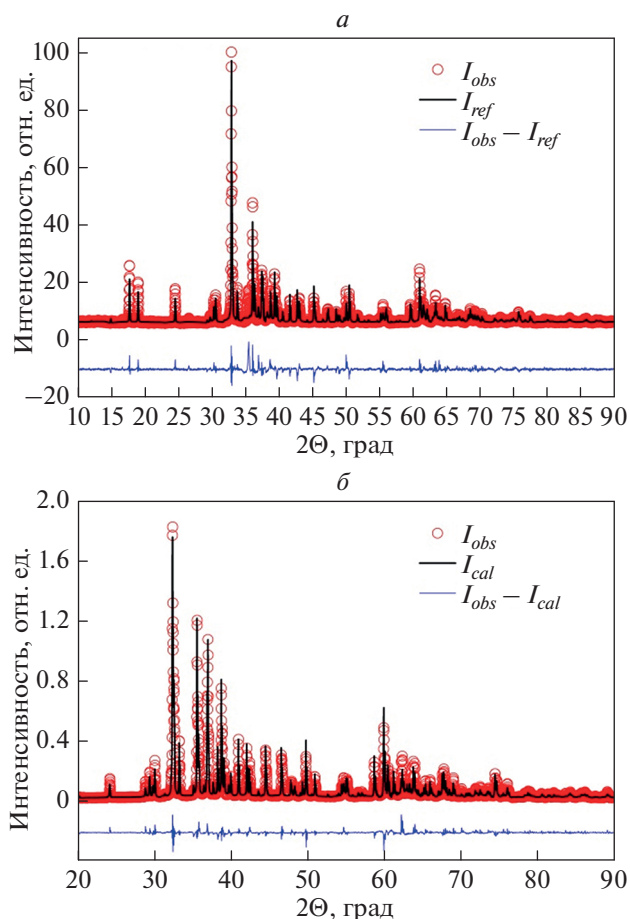 а
Интенсивность, отн. ед.
100
80
60
40
20
0
−20
I_obs
I_ref
I_obs − I_ref
10 15 20 25 30 35 40 45 50 55 60 65 70 75 80 85 90
2Θ, град
б
Интенсивность, отн. ед.
2.0
1.6
1.2
0.8
0.4
0
I_obs
I_cal
I_obs − I_cal
20 30 40 50 60 70 80 90
2Θ, град